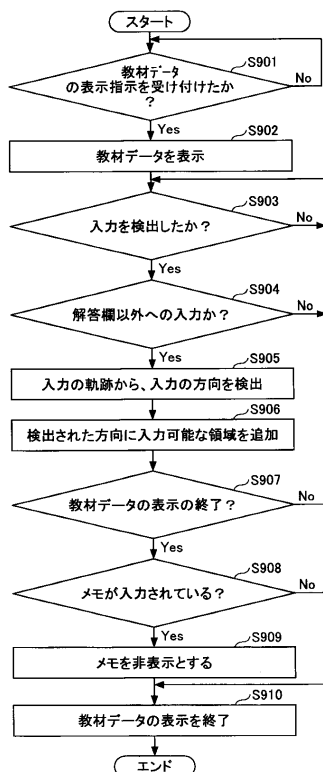 スタート
S901
教材データ
の表示指示を受け付けたか
?
No
Yes
S902
教材データを表示
S903
入力を検出したか?
No
Yes
S904
解答欄以外への入力か?
No
Yes
S905
入力の軌跡から、入力の方向を検出
S906
検出された方向に入力可能な領域を追加
S907
教材データの表示の終了?
No
Yes
S908
メモが入力されている?
No
Yes
S909
メモを非表示とする
S910
教材データの表示を終了
エンド